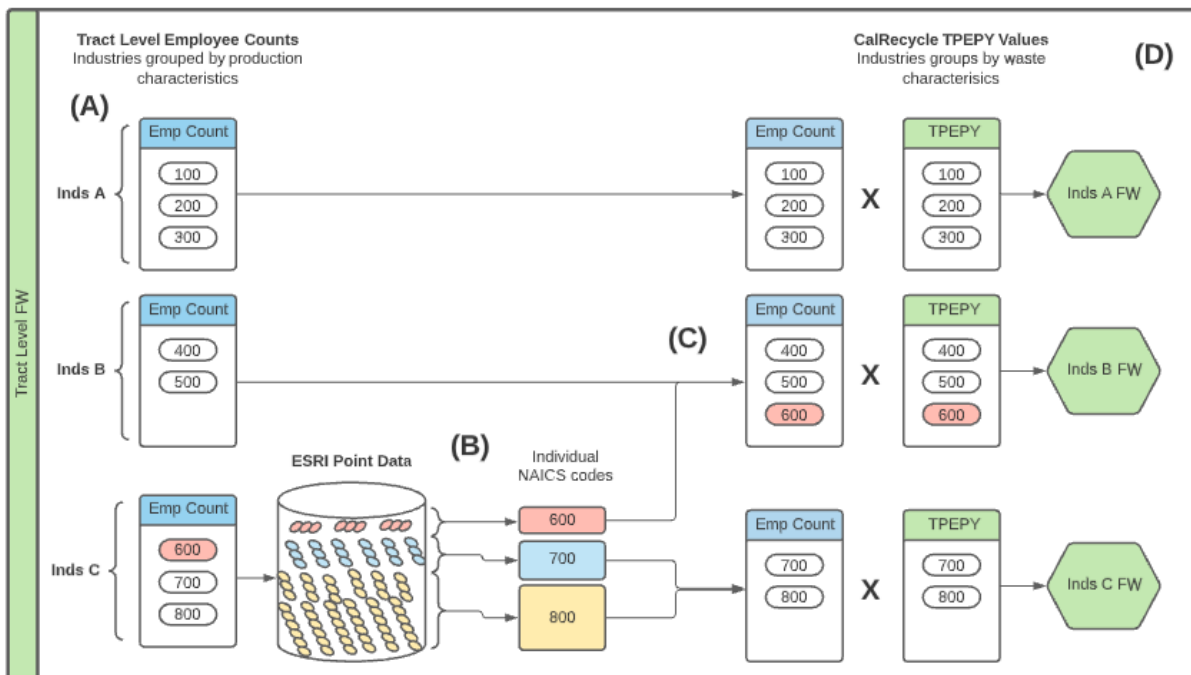 Tract Level FW
Tract Level Employee Counts
Industries grouped by production
characteristics
CalRecycle TPEPY Values
Industries groups by waste
characterisics
(D)
(A)
Inds A
Emp Count
100
200
300
Emp Count
100
200
300
X
TPEPY
100
200
300
Inds A FW
Inds B
Emp Count
400
500
(C)
Emp Count
400
500
600
X
TPEPY
400
500
600
Inds B FW
(B)
ESRI Point Data
Individual
NAICS codes
Inds C
Emp Count
600
700
800
600
700
800
Emp Count
700
800
X
TPEPY
700
800
Inds C FW